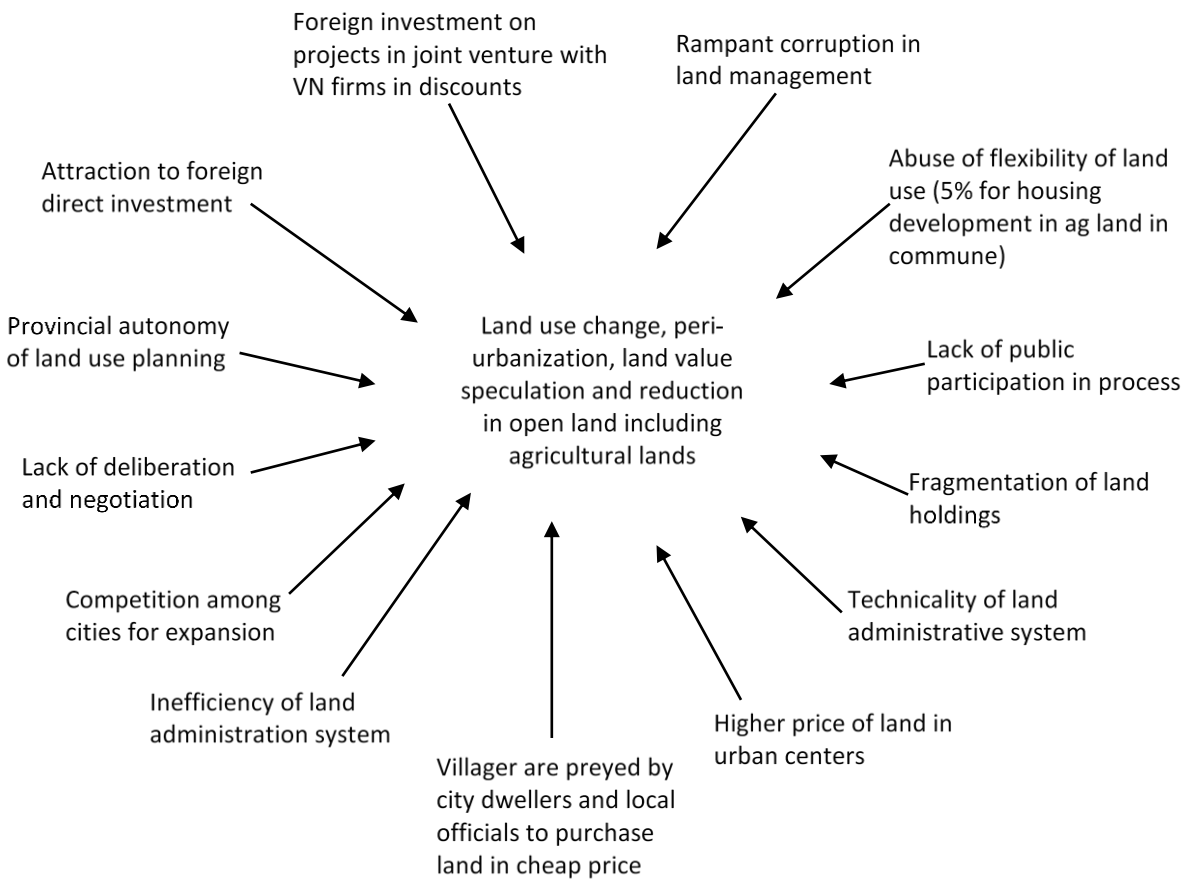 Foreign investment on
projects in joint venture with
VN firms in discounts
Rampant corruption in
land management
Attraction to foreign
direct investment
Abuse of flexibility of land
use (5% for housing
development in ag land in
commune)
Provincial autonomy
of land use planning
Land use change, peri-
urbanization, land value
speculation and reduction
in open land including
agricultural lands
Lack of public
participation in process
Lack of deliberation
and negotiation
Fragmentation of land
holdings
Competition among
cities for expansion
Technicality of land
administrative system
Inefficiency of land
administration system
Higher price of land in
urban centers
Villager are preyed by
city dwellers and local
officials to purchase
land in cheap price